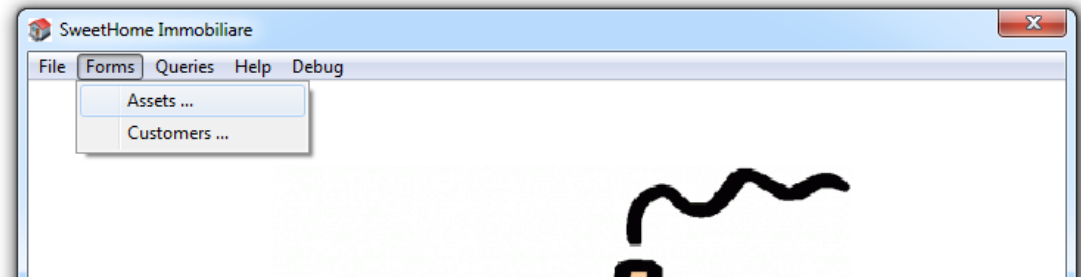 SweetHome Immobiliare
File Forms Queries Help Debug
Assets ...
Customers ...